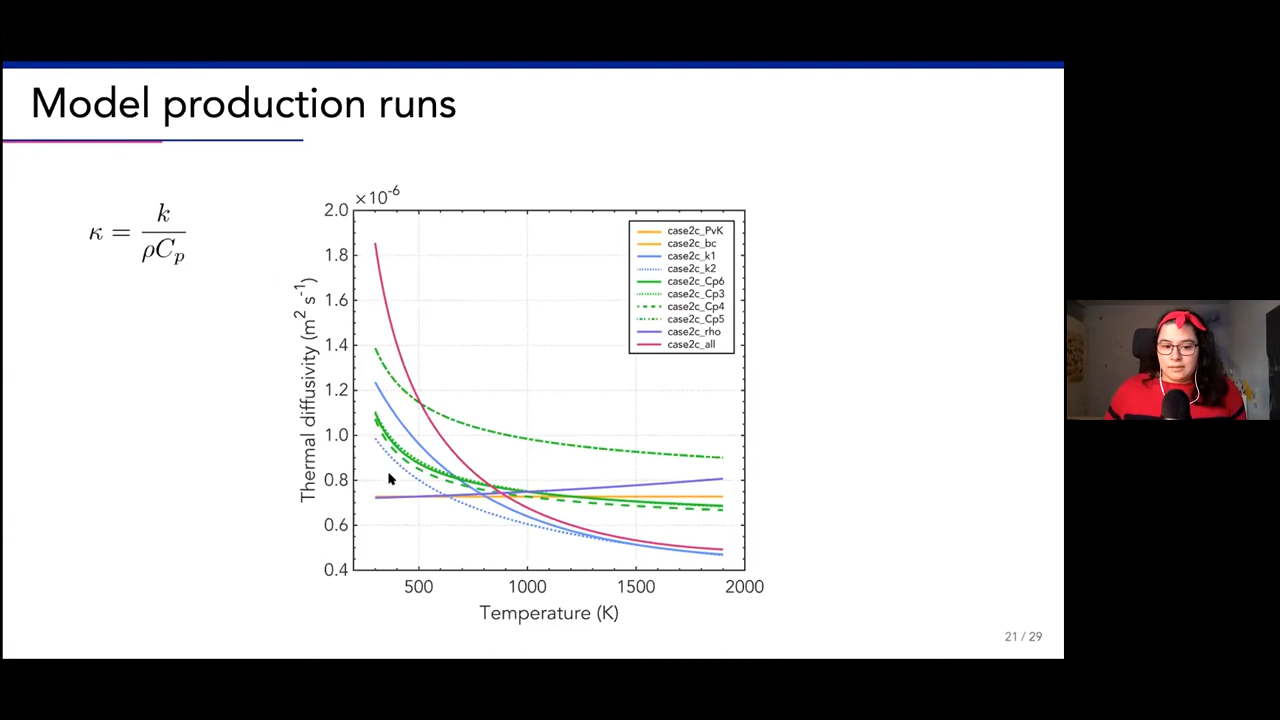 Model production runs
κ = k / ρC_p
×10⁻⁶
2.0
1.8
1.6
1.4
1.2
1.0
0.8
0.6
0.4
Thermal diffusivity (m² s⁻¹)
case2c_PvK
case2c_bc
case2c_k1
case2c_k2
case2c_Cp6
case2c_Cp3
case2c_Cp4
case2c_Cp5
case2c_rho
case2c_all
500 1000 1500 2000
Temperature (K)
21 / 29